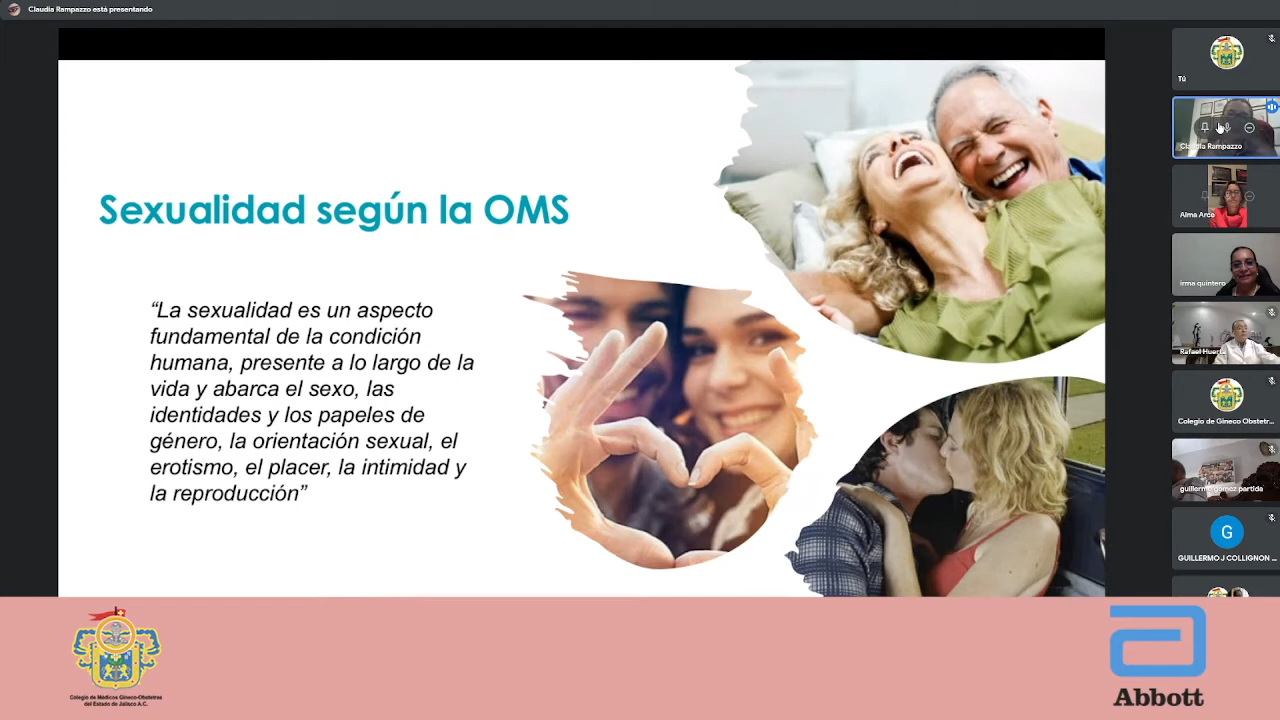 Claudia Rampazzo está presentando
Sexualidad según la OMS
“La sexualidad es un aspecto
fundamental de la condición
humana, presente a lo largo de la
vida y abarca el sexo, las
identidades y los papeles de
género, la orientación sexual, el
erotismo, el placer, la intimidad y
la reproducción”
Tú
Claudia Rampazzo
Alma Arce
irma quintero
Rafael Huerta
Colegio de Gineco Obstetr...
guillermo gomez partida
G
GUILLERMO J COLLIGNON ...
Colegio de Médicos Gineco-Obstetras
del Estado de Jalisco A.C.
Abbott